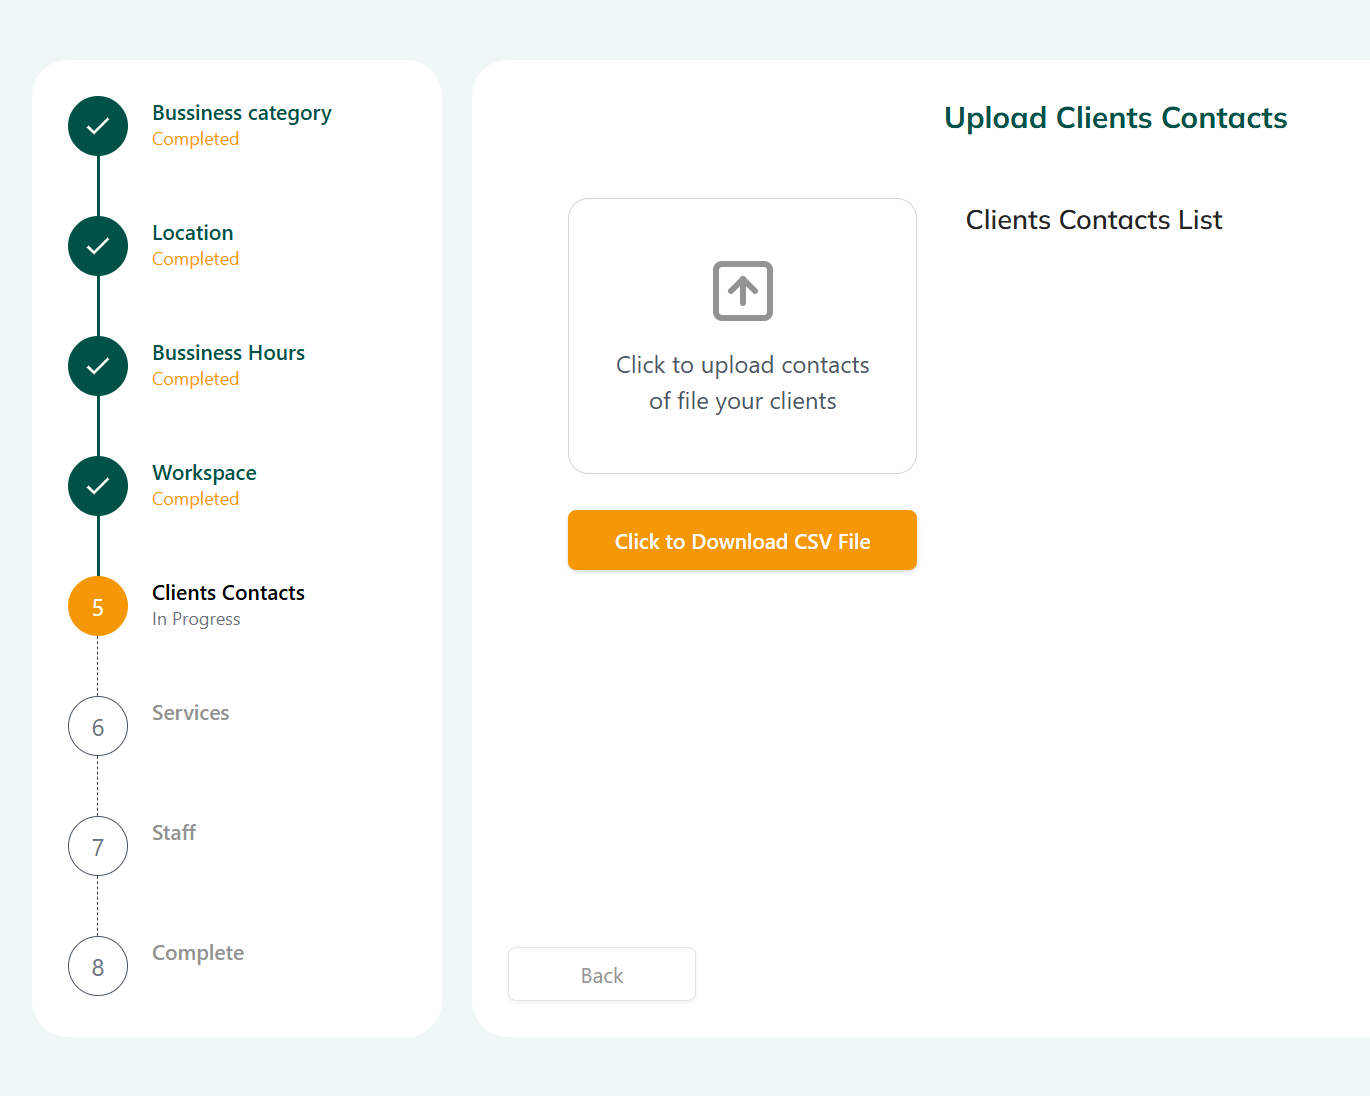 Bussiness category
Completed
Location
Completed
Bussiness Hours
Completed
Workspace
Completed
5
Clients Contacts
In Progress
6
Services
7
Staff
8
Complete
Upload Clients Contacts
Click to upload contacts
of file your clients
Click to Download CSV File
Clients Contacts List
Back